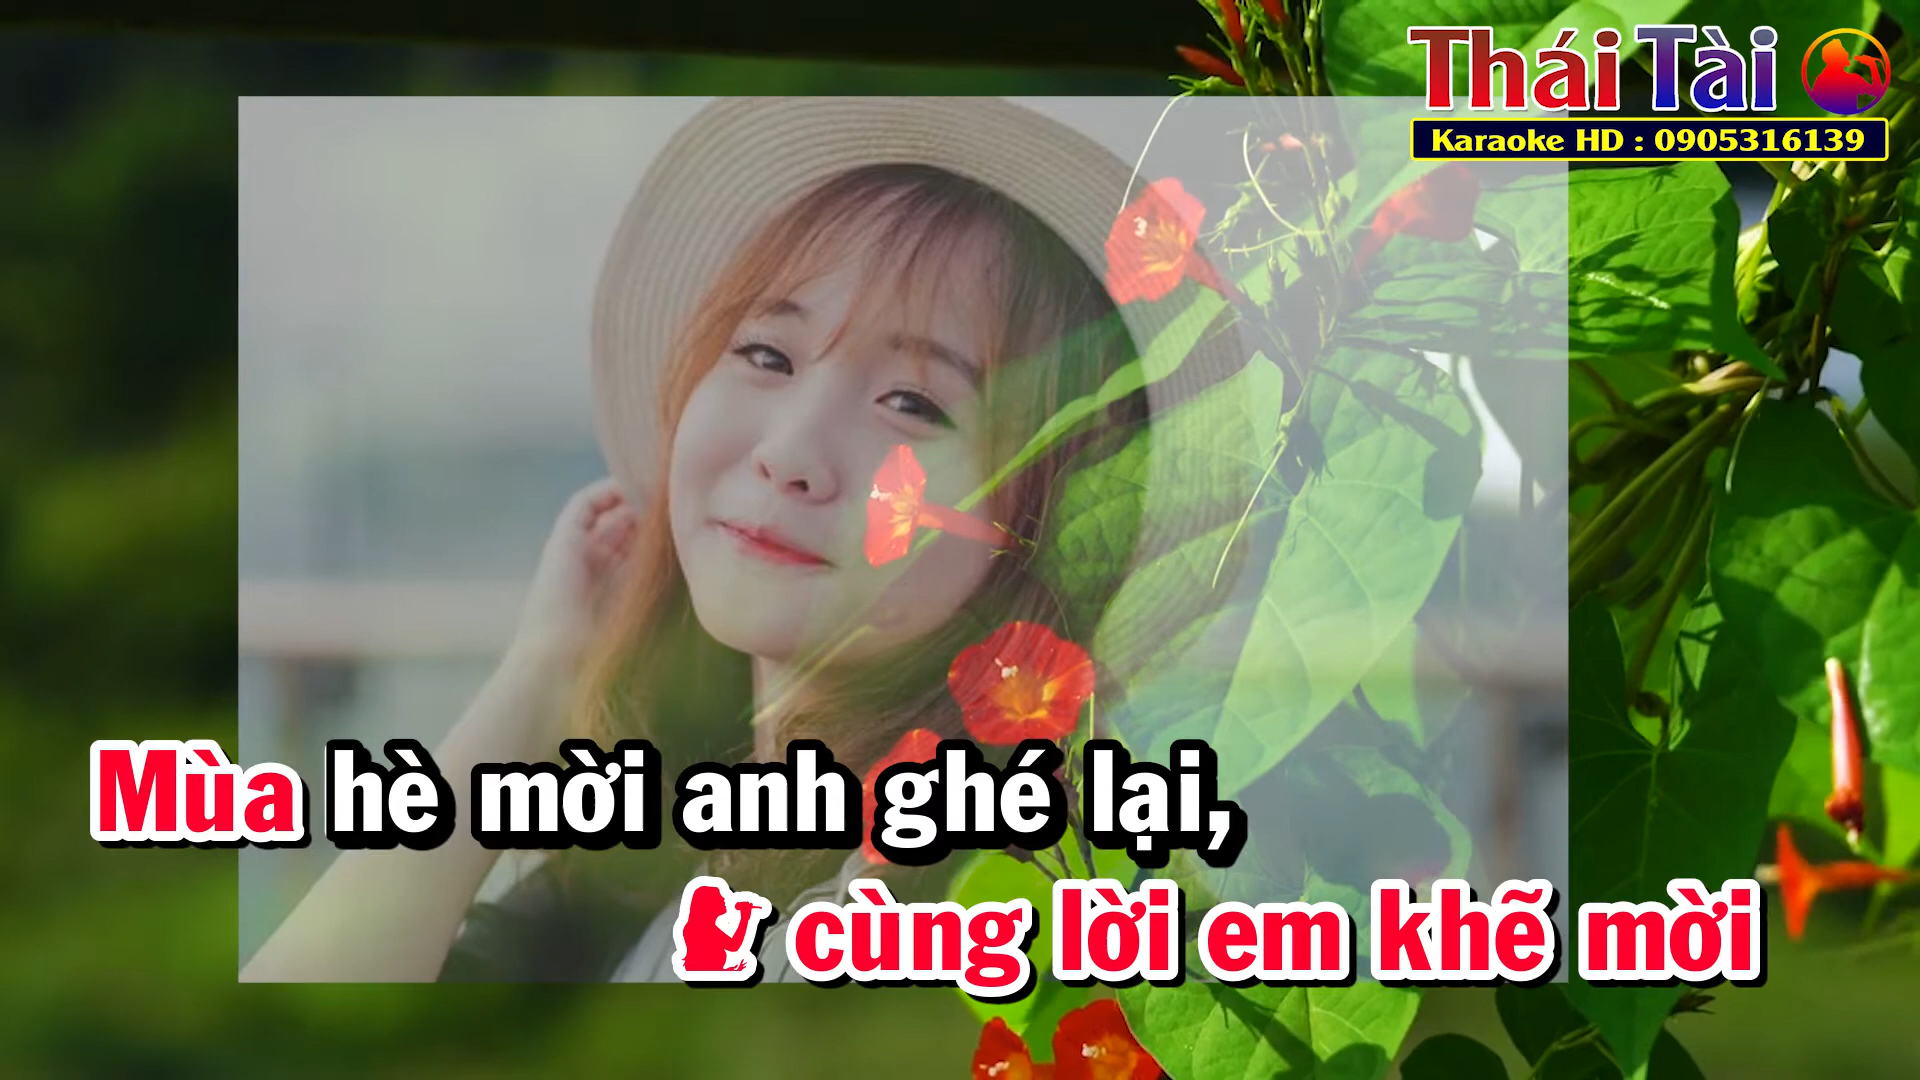 Thái Tài
Karaoke HD : 0905316139
Mùa hè mời anh ghé lại,
cùng lời em khẽ mời